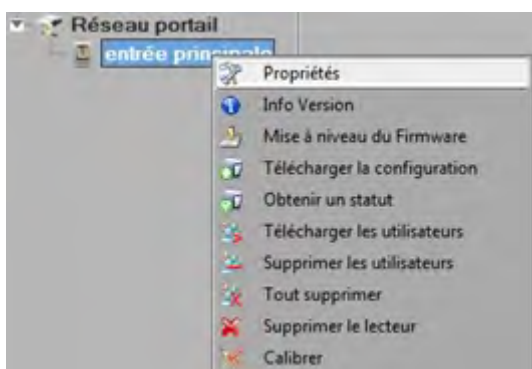 Réseau portail
entrée principale
Propriétés
Info Version
Mise à niveau du Firmware
Télécharger la configuration
Obtenir un statut
Télécharger les utilisateurs
Supprimer les utilisateurs
Tout supprimer
Supprimer le lecteur
Calibrer